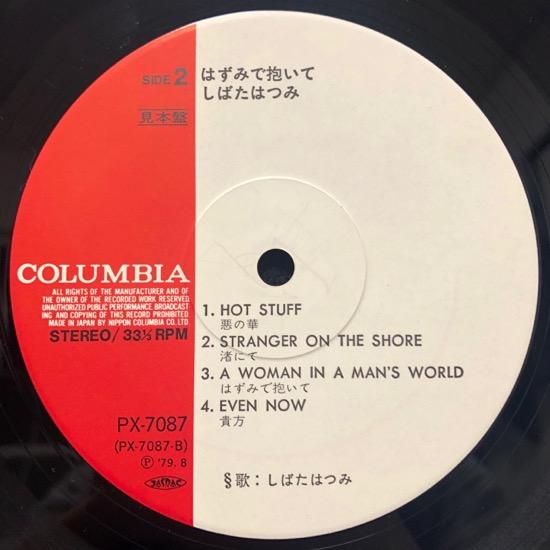 SIDE 2
はずみで抱いて
しばたはつみ
見本盤
COLUMBIA
ALL RIGHTS OF THE MANUFACTURER AND OF
THE OWNER OF THE RECORDED WORK RESERVED
UNAUTHORIZED PUBLIC PERFORMANCE BROADCAST
ING AND COPYING OF THIS RECORD PROHIBITED
MADE IN JAPAN BY NIPPON COLUMBIA CO. LTD
STEREO/33⅓ RPM
1. HOT STUFF
悪の華
2. STRANGER ON THE SHORE
渚にて
3. A WOMAN IN A MAN'S WORLD
はずみで抱いて
4. EVEN NOW
貴方
PX-7087
(PX-7087-B)
Ⓟ '79. 8
JASRAC
§歌：しばたはつみ